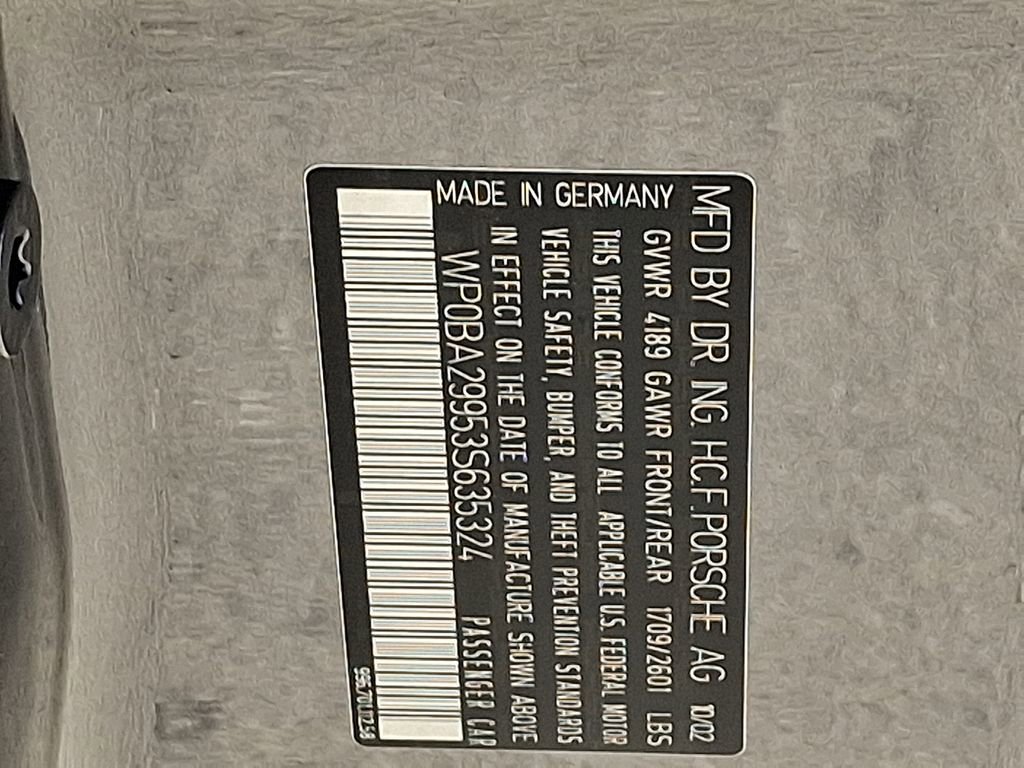 MFD BY DR. ING. H.C.F. PORSCHE AG 10/02
GVWR 4189 GAWR FRONT/REAR 1709/2601 LBS
THIS VEHICLE CONFORMS TO ALL APPLICABLE U.S. FEDERAL MOTOR
VEHICLE SAFETY, BUMPER, AND THEFT PREVENTION STANDARDS
IN EFFECT ON THE DATE OF MANUFACTURE SHOWN ABOVE
WP0BA29953S635324 PASSENGER CAR
MADE IN GERMANY